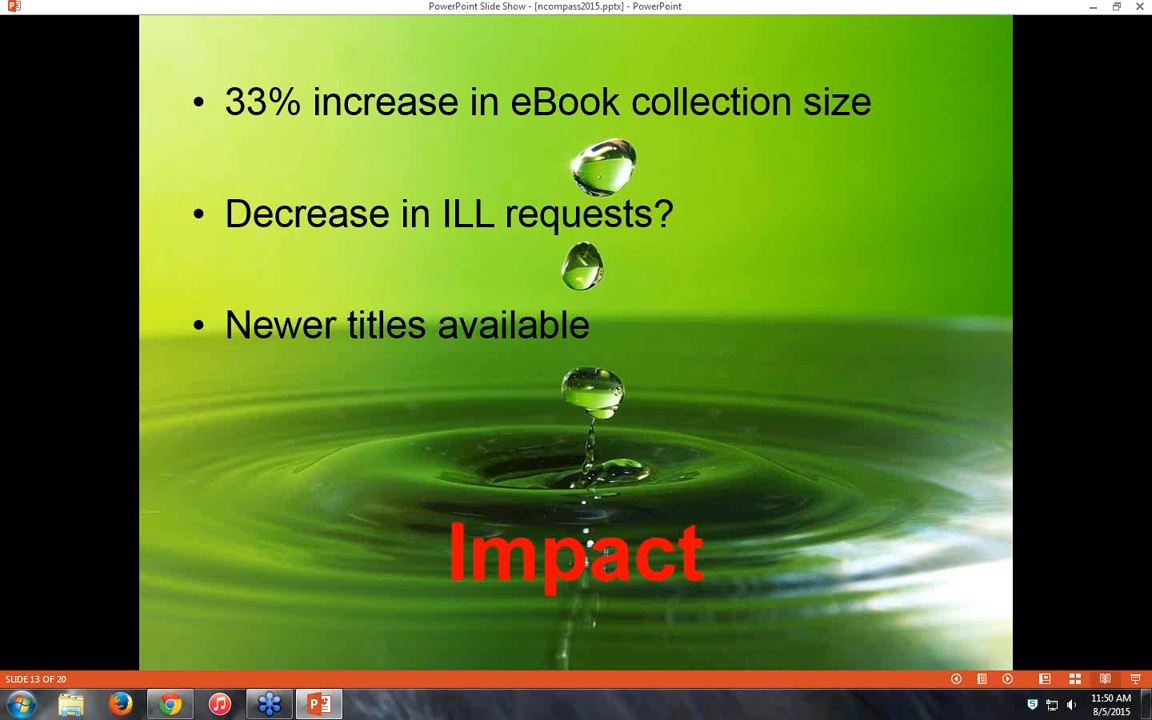 PowerPoint Slide Show - [ncompass2015.pptx] - PowerPoint
• 33% increase in eBook collection size
• Decrease in ILL requests?
• Newer titles available
Impact
SLIDE 13 OF 20
11:50 AM
8/5/2015